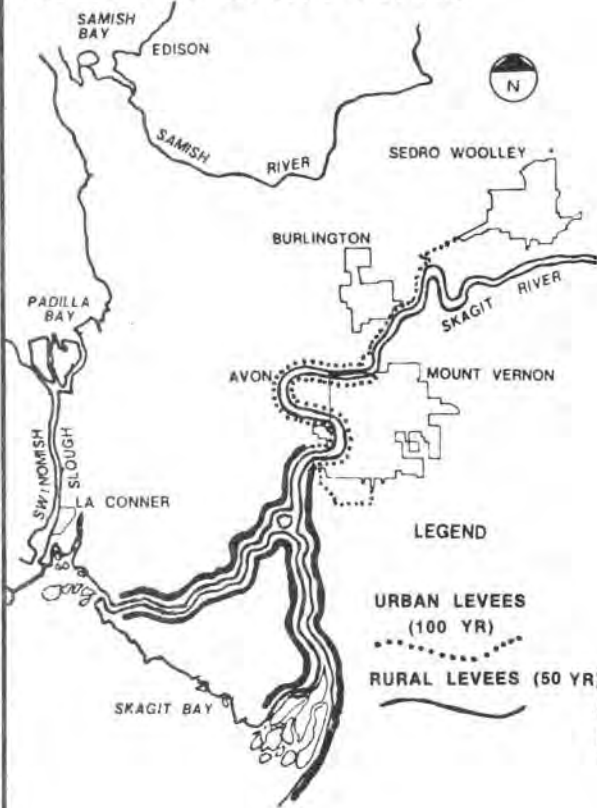 SAMISH
BAY
EDISON
N
SAMISH
RIVER
SEDRO WOOLLEY
BURLINGTON
SKAGIT RIVER
PADILLA
BAY
AVON
MOUNT VERNON
SWINOMISH
SLOUGH
LA CONNER
LEGEND
URBAN LEVEES
(100 YR)
RURAL LEVEES (50 YR)
SKAGIT BAY